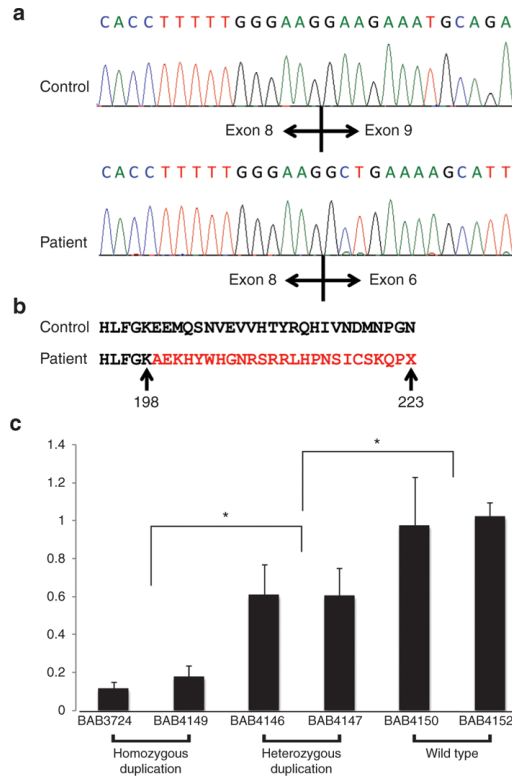 a
CACCTTTTTGGGAAGGAAGAAATGCAGA
Control
Exon 8 Exon 9
CACCTTTTTGGGAAGGCTGAAAAGCATT
Patient
Exon 8 Exon 6
b
Control HLFGKEEMQSNVEVVHTYRQHIVNDMNPGN
Patient HLFGKAEKHYWHGNRSRRLHPNSICSKQPX
198 223
c
1.4
1.2
1
0.8
0.6
0.4
0.2
0
* *
BAB3724 BAB4149 BAB4146 BAB4147 BAB4150 BAB4152
Homozygous duplication
Heterozygous duplication
Wild type